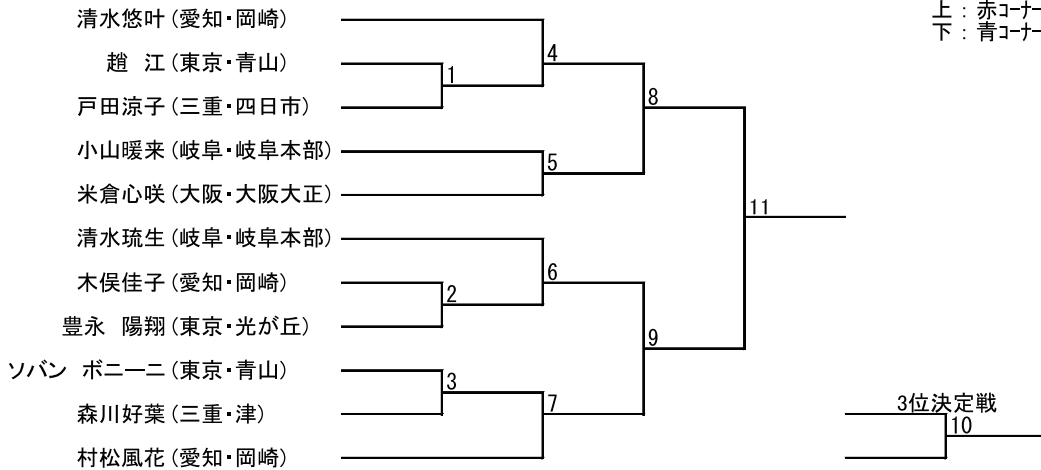 清水悠叶(愛知・岡崎)
趙 江(東京・青山)
戸田涼子(三重・四日市)
小山暖来(岐阜・岐阜本部)
米倉心咲(大阪・大阪大正)
清水琉生(岐阜・岐阜本部)
木俣佳子(愛知・岡崎)
豊永 陽翔(東京・光が丘)
ソバン ボニーニ(東京・青山)
森川好葉(三重・津)
村松風花(愛知・岡崎)
1
2
3
4
5
6
7
8
9
11
上:赤コーナー
下:青コーナー
3位決定戦
10